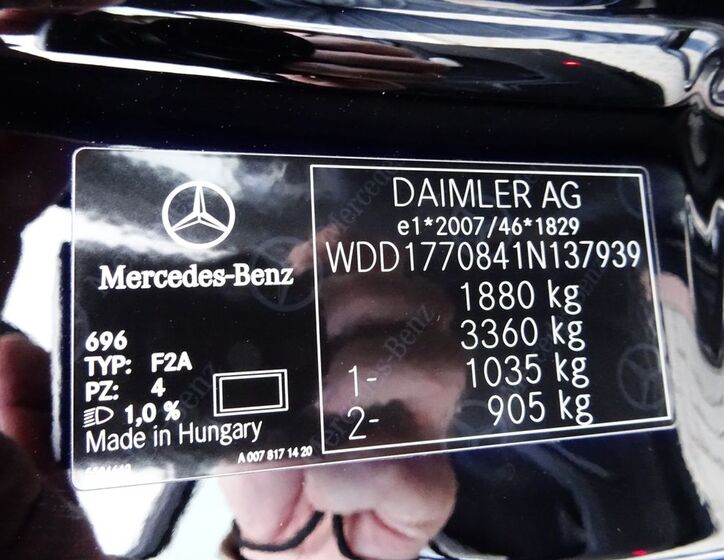 Mercedes-Benz
696
TYP: F2A
PZ: 4
1,0 %
Made in Hungary
A 007 817 14 20
DAIMLER AG
e1*2007/46*1829
WDD1770841N137939
1880 kg
3360 kg
1- 1035 kg
2- 905 kg